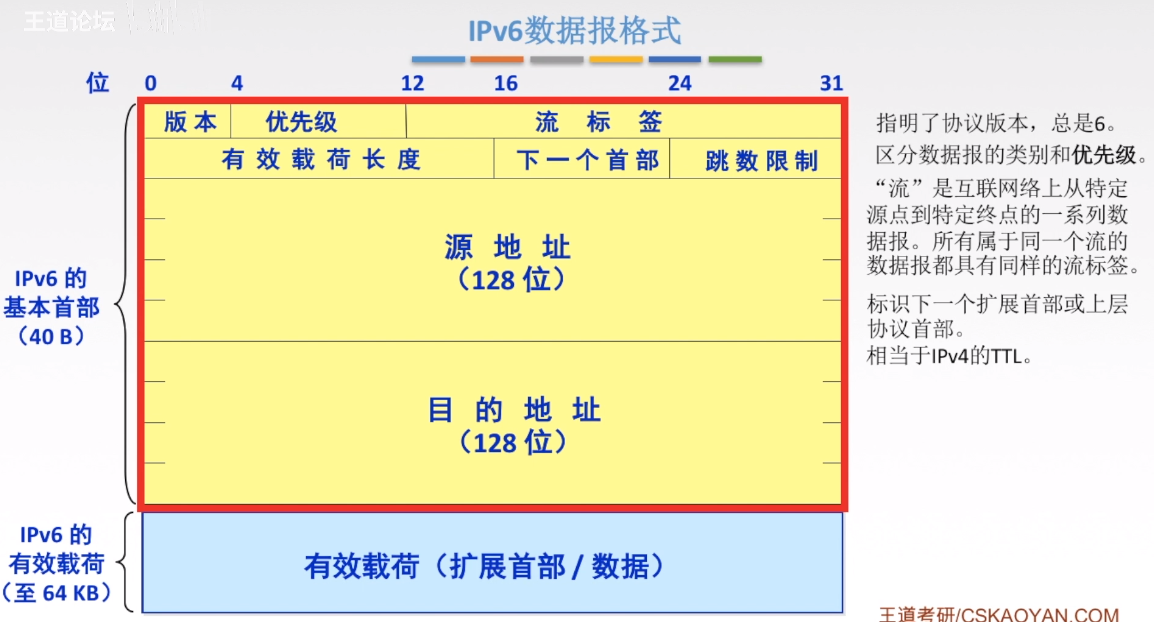 王道论坛
IPv6数据报格式
位 0 4 12 16 24 31
版本 优先级 流标签
有效载荷长度 下一个首部 跳数限制
源地址
（128 位）
目的地址
（128 位）
IPv6 的
基本首部
（40 B）
IPv6 的
有效载荷
（至 64 KB）
有效载荷（扩展首部 / 数据）
指明了协议版本，总是6。
区分数据报的类别和优先级。
“流”是互联网络上从特定
源点到特定终点的一系列数
据报。所有属于同一个流的
数据报都具有同样的流标签。
标识下一个扩展首部或上层
协议首部。
相当于IPv4的TTL。
王道考研/CSKAOYAN.COM